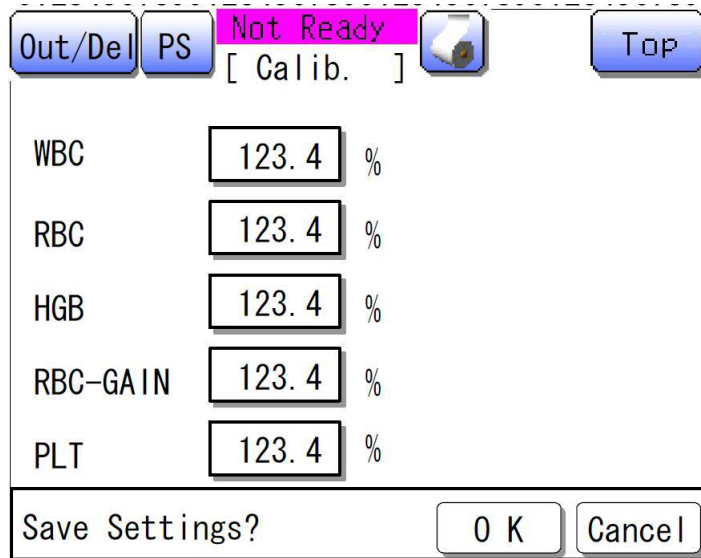 Out/Del PS Not Ready Top
[ Calib. ]
WBC 123.4 %
RBC 123.4 %
HGB 123.4 %
RBC-GAIN 123.4 %
PLT 123.4 %
Save Settings? OK Cancel